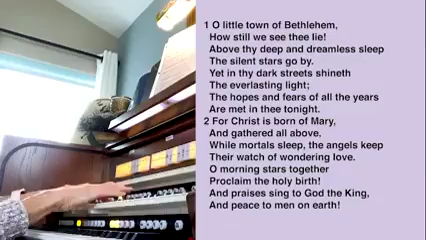 1 O little town of Bethlehem,
How still we see thee lie!
Above thy deep and dreamless sleep
The silent stars go by.
Yet in thy dark streets shineth
The everlasting light;
The hopes and fears of all the years
Are met in thee tonight.
2 For Christ is born of Mary,
And gathered all above,
While mortals sleep, the angels keep
Their watch of wondering love.
O morning stars together
Proclaim the holy birth!
And praises sing to God the King,
And peace to men on earth!